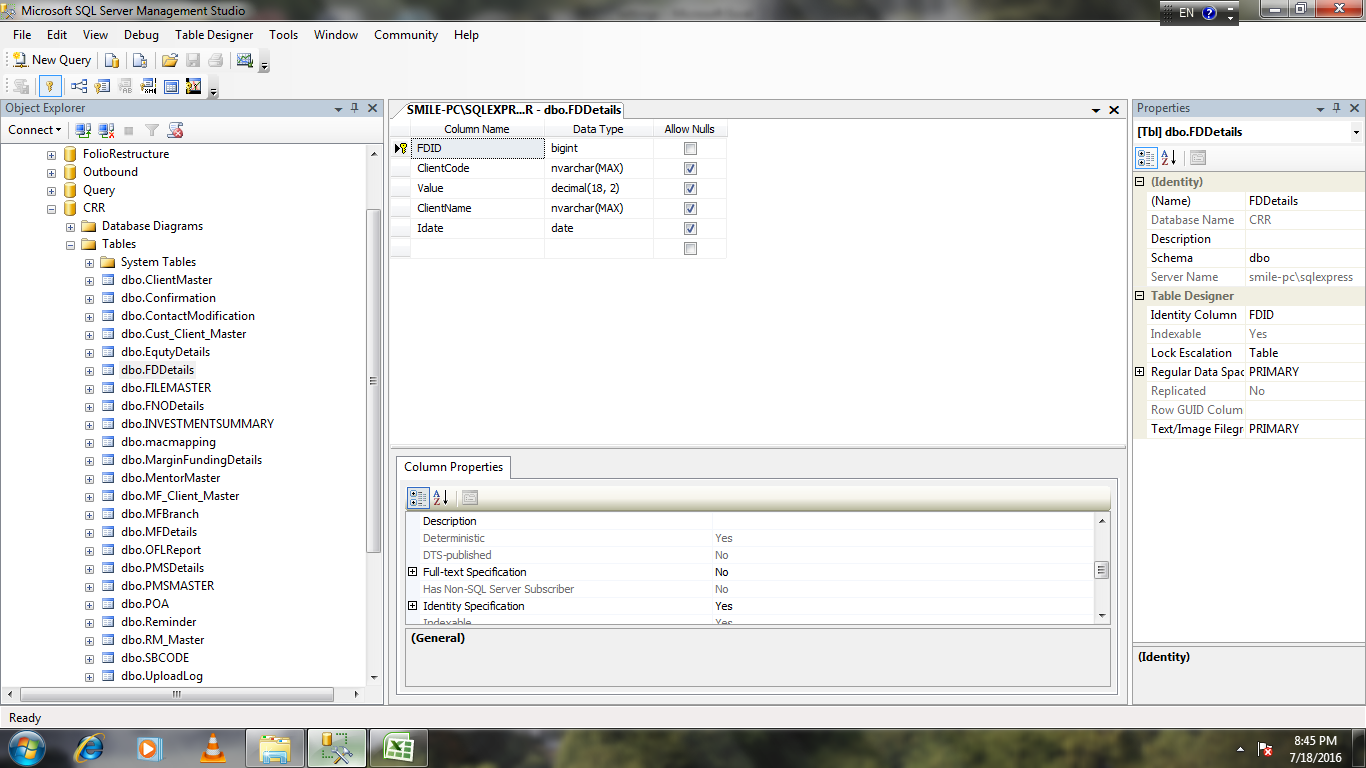 Microsoft SQL Server Management Studio
EN
File Edit View Debug Table Designer Tools Window Community Help
New Query
Object Explorer
Connect
FolioRestructure
Outbound
Query
CRR
Database Diagrams
Tables
System Tables
dbo.ClientMaster
dbo.Confirmation
dbo.ContactModification
dbo.Cust_Client_Master
dbo.EqutyDetails
dbo.FDDetails
dbo.FILEMASTER
dbo.FNODetails
dbo.INVESTMENTSUMMARY
dbo.macmapping
dbo.MarginFundingDetails
dbo.MentorMaster
dbo.MF_Client_Master
dbo.MFBranch
dbo.MFDetails
dbo.OFLReport
dbo.PMSDetails
dbo.PMSMASTER
dbo.POA
dbo.Reminder
dbo.RM_Master
dbo.SBCODE
dbo.UploadLog
SMILE-PC\SQLEXPR...R - dbo.FDDetails
Column Name Data Type Allow Nulls
FDID bigint
ClientCode nvarchar(MAX)
Value decimal(18, 2)
ClientName nvarchar(MAX)
Idate date
Column Properties
Description
Deterministic Yes
DTS-published No
Full-text Specification No
Has Non-SQL Server Subscriber No
Identity Specification Yes
Indexable Yes
(General)
Properties
[Tbl] dbo.FDDetails
(Identity)
(Name) FDDetails
Database Name CRR
Description
Schema dbo
Server Name smile-pc\sqlexpress
Table Designer
Identity Column FDID
Indexable Yes
Lock Escalation Table
Regular Data Spac PRIMARY
Replicated No
Row GUID Colum
Text/Image Filegr PRIMARY
(Identity)
Ready
8:45 PM
7/18/2016